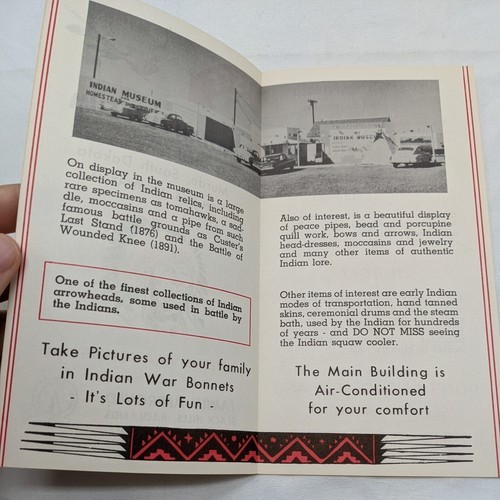 INDIAN MUSEUM
INDIAN MUSEUM
On display in the museum is a large
collection of Indian relics, including
rare specimens as tomahawks, a sad-
dle, moccasins and a pipe from such
famous battle grounds as Custer's
Last Stand (1876) and the Battle of
Wounded Knee (1891).
One of the finest collections of Indian
arrowheads, some used in battle by
the Indians.
Take Pictures of your family
in Indian War Bonnets
- It's Lots of Fun -
Also of interest, is a beautiful display
of peace pipes, bead and porcupine
quill work, bows and arrows, Indian
head-dresses, moccasins and jewelry
and many other items of authentic
Indian lore.
Other items of interest are early Indian
modes of transportation, hand tanned
skins, ceremonial drums and the steam
bath, used by the Indian for hundreds
of years - and DO NOT MISS seeing
the Indian squaw cooler.
The Main Building is
Air-Conditioned
for your comfort